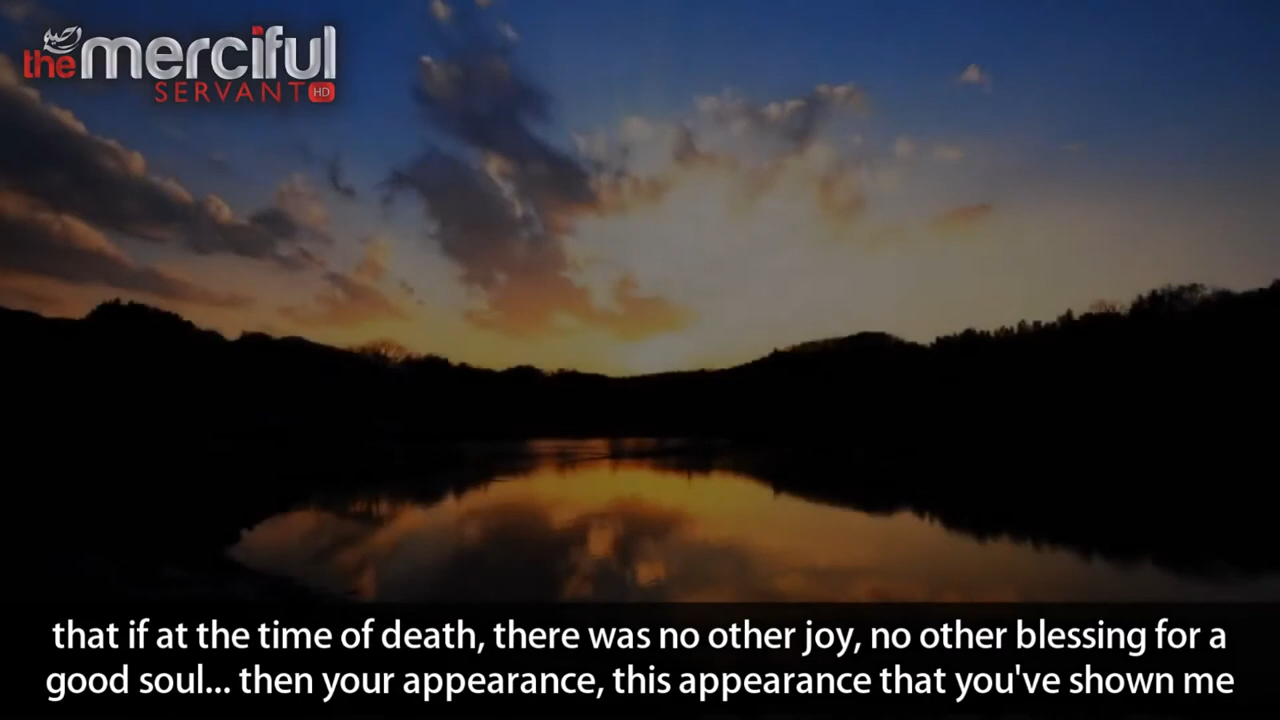 the merciful
SERVANT HD
that if at the time of death, there was no other joy, no other blessing for a
good soul... then your appearance, this appearance that you've shown me